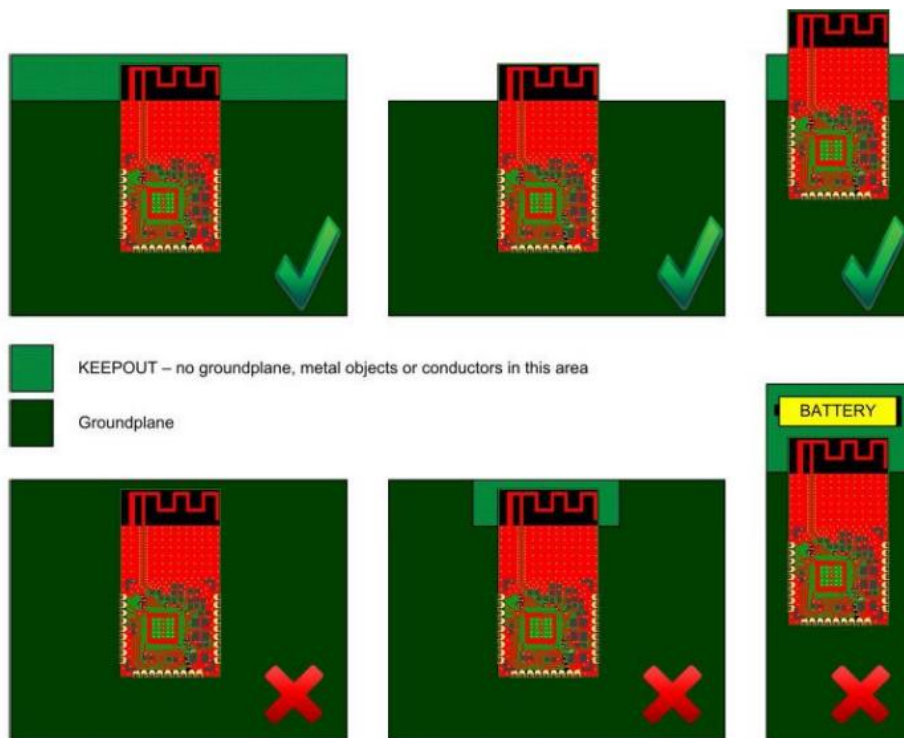 KEEPOUT – no groundplane, metal objects or conductors in this area
Groundplane
BATTERY